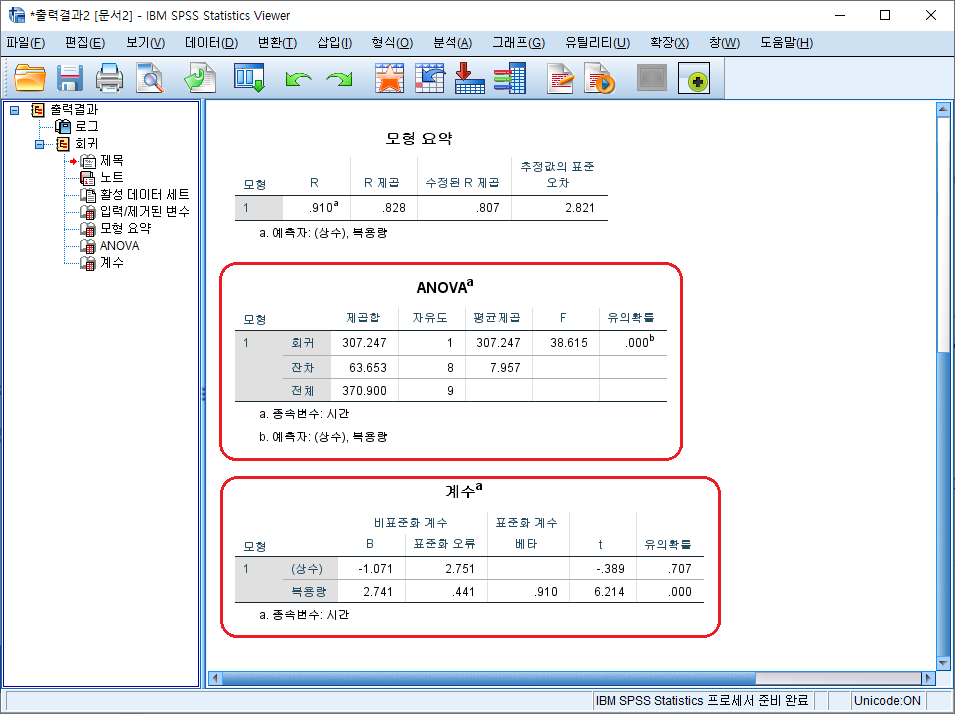 *출력결과2 [문서2] - IBM SPSS Statistics Viewer
파일(F) 편집(E) 보기(V) 데이터(D) 변환(T) 삽입(I) 형식(O) 분석(A) 그래프(G) 유틸리티(U) 확장(X) 창(W) 도움말(H)
출력결과
로그
회귀
제목
노트
활성 데이터 세트
입력/제거된 변수
모형 요약
ANOVA
계수
모형 요약
모형 R R 제곱 수정된 R 제곱 추정값의 표준
오차
1 .910a .828 .807 2.821
a. 예측자: (상수), 복용량
ANOVAa
모형 제곱합 자유도 평균제곱 F 유의확률
1 회귀 307.247 1 307.247 38.615 .000b
잔차 63.653 8 7.957
전체 370.900 9
a. 종속변수: 시간
b. 예측자: (상수), 복용량
계수a
비표준화 계수 표준화 계수
모형 B 표준화 오류 베타 t 유의확률
1 (상수) -1.071 2.751 -.389 .707
복용량 2.741 .441 .910 6.214 .000
a. 종속변수: 시간
IBM SPSS Statistics 프로세서 준비 완료 Unicode:ON